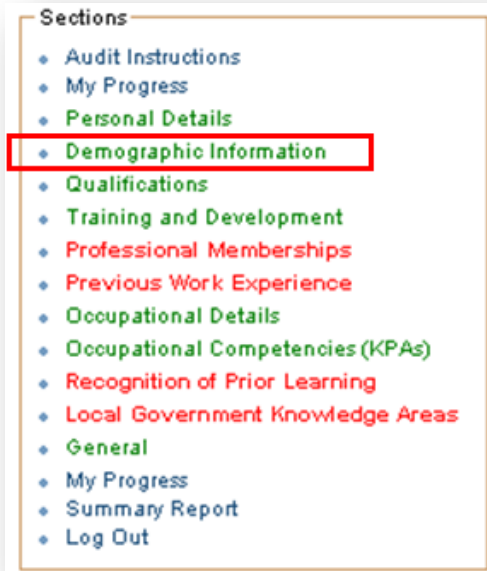 Sections
Audit Instructions
My Progress
Personal Details
Demographic Information
Qualifications
Training and Development
Professional Memberships
Previous Work Experience
Occupational Details
Occupational Competencies (KPAs)
Recognition of Prior Learning
Local Government Knowledge Areas
General
My Progress
Summary Report
Log Out